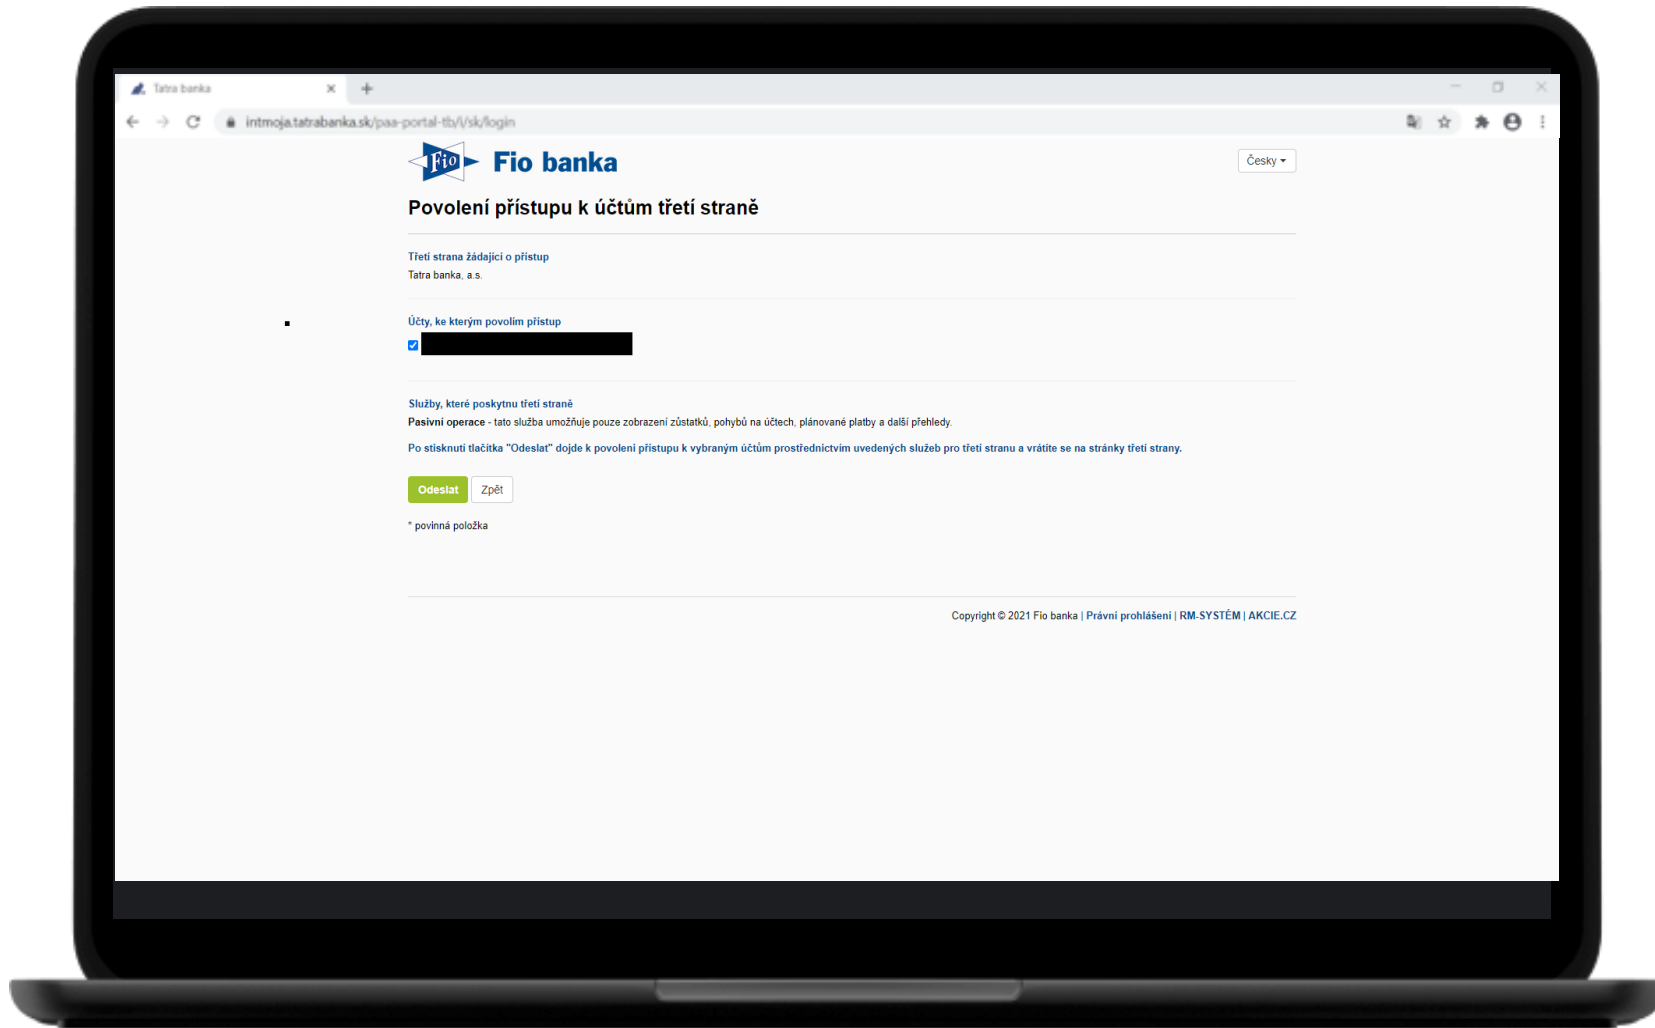 Tatra banka
intmoja.tatrabanka.sk/paa-portal-tb/i/sk/login
Fio Fio banka
Česky
Povolení přístupu k účtům třetí straně
Třetí strana žádající o přístup
Tatra banka, a.s.
Účty, ke kterým povolím přístup
Služby, které poskytnu třetí straně
Pasivní operace - tato služba umožňuje pouze zobrazení zůstatků, pohybů na účtech, plánované platby a další přehledy.
Po stisknutí tlačítka "Odeslat" dojde k povolení přístupu k vybraným účtům prostřednictvím uvedených služeb pro třetí stranu a vrátíte se na stránky třetí strany.
Odeslat Zpět
* povinná položka
Copyright © 2021 Fio banka | Právní prohlášení | RM-SYSTÉM | AKCIE.CZ